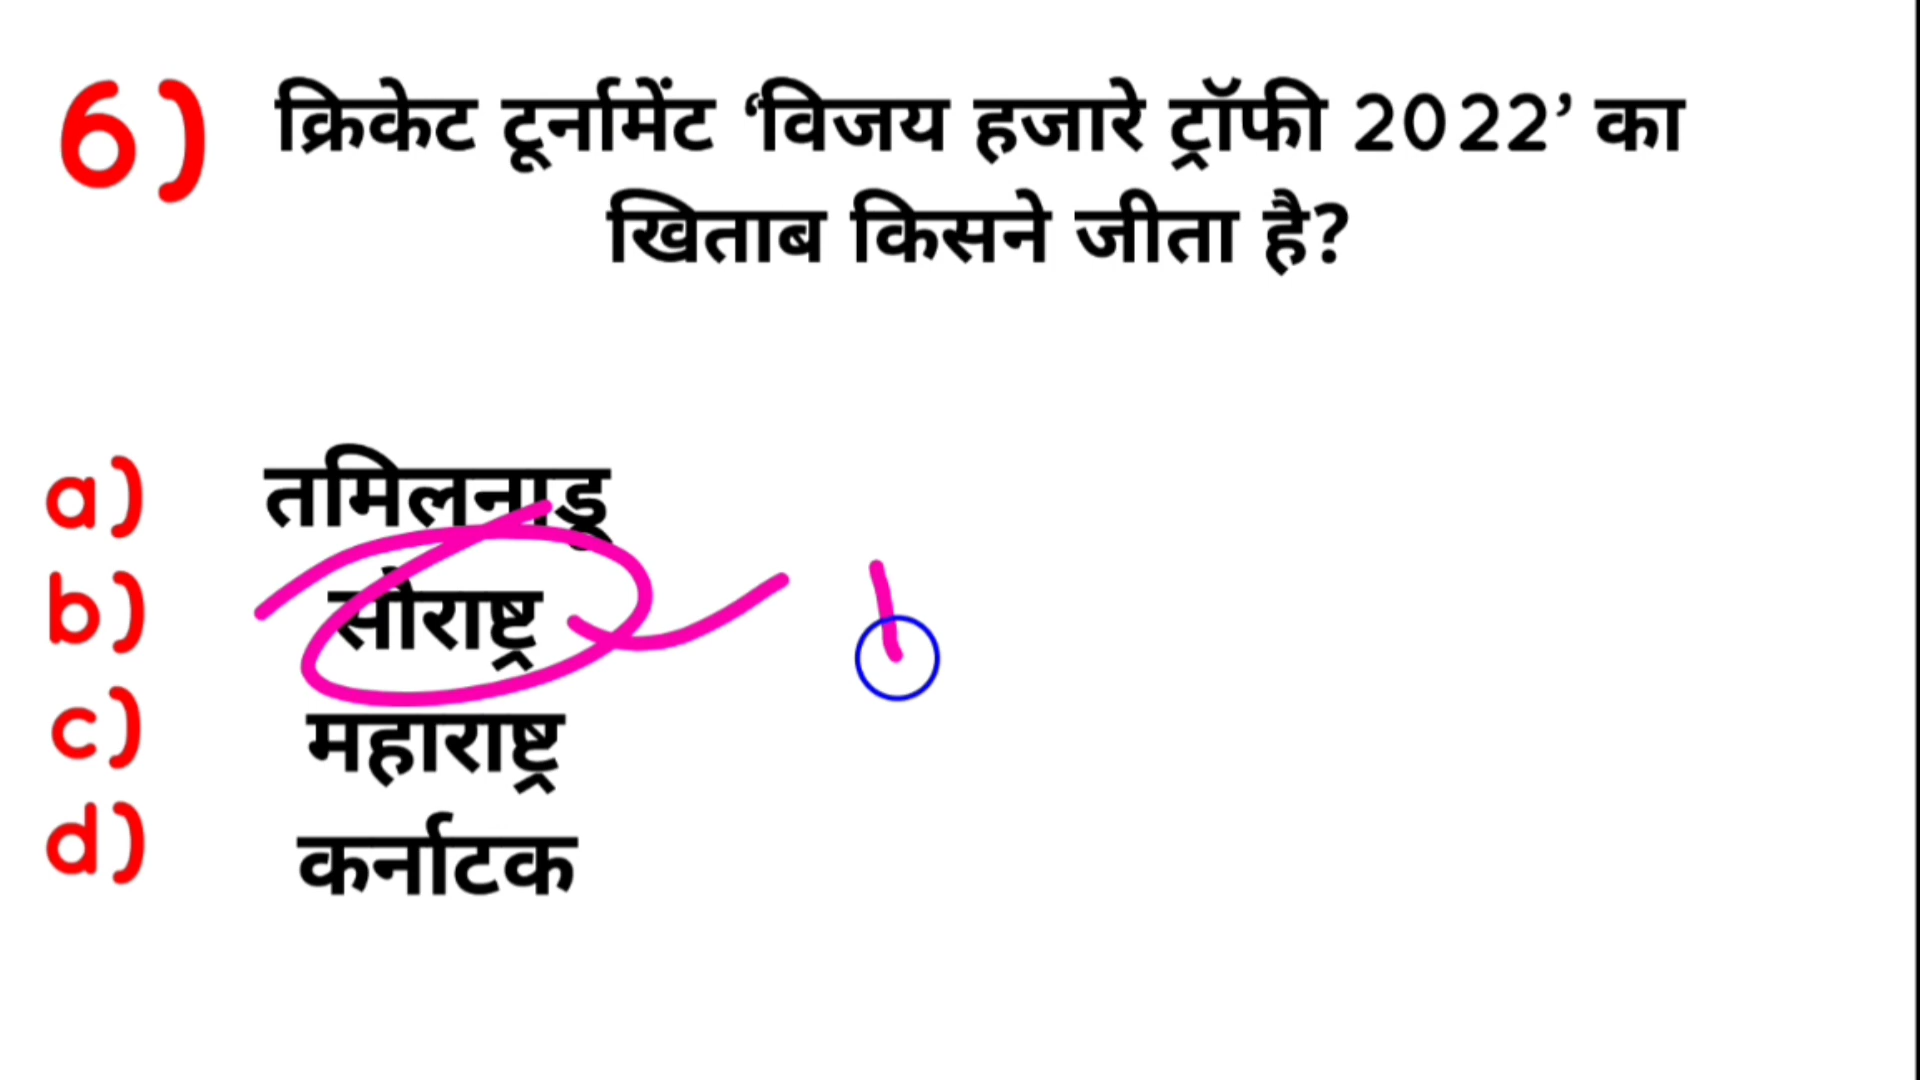 6) क्रिकेट टूर्नामेंट ‘विजय हजारे ट्रॉफी 2022’ का
खिताब किसने जीता है?
a) तमिलनाडु
b) सौराष्ट्र
c) महाराष्ट्र
d) कर्नाटक